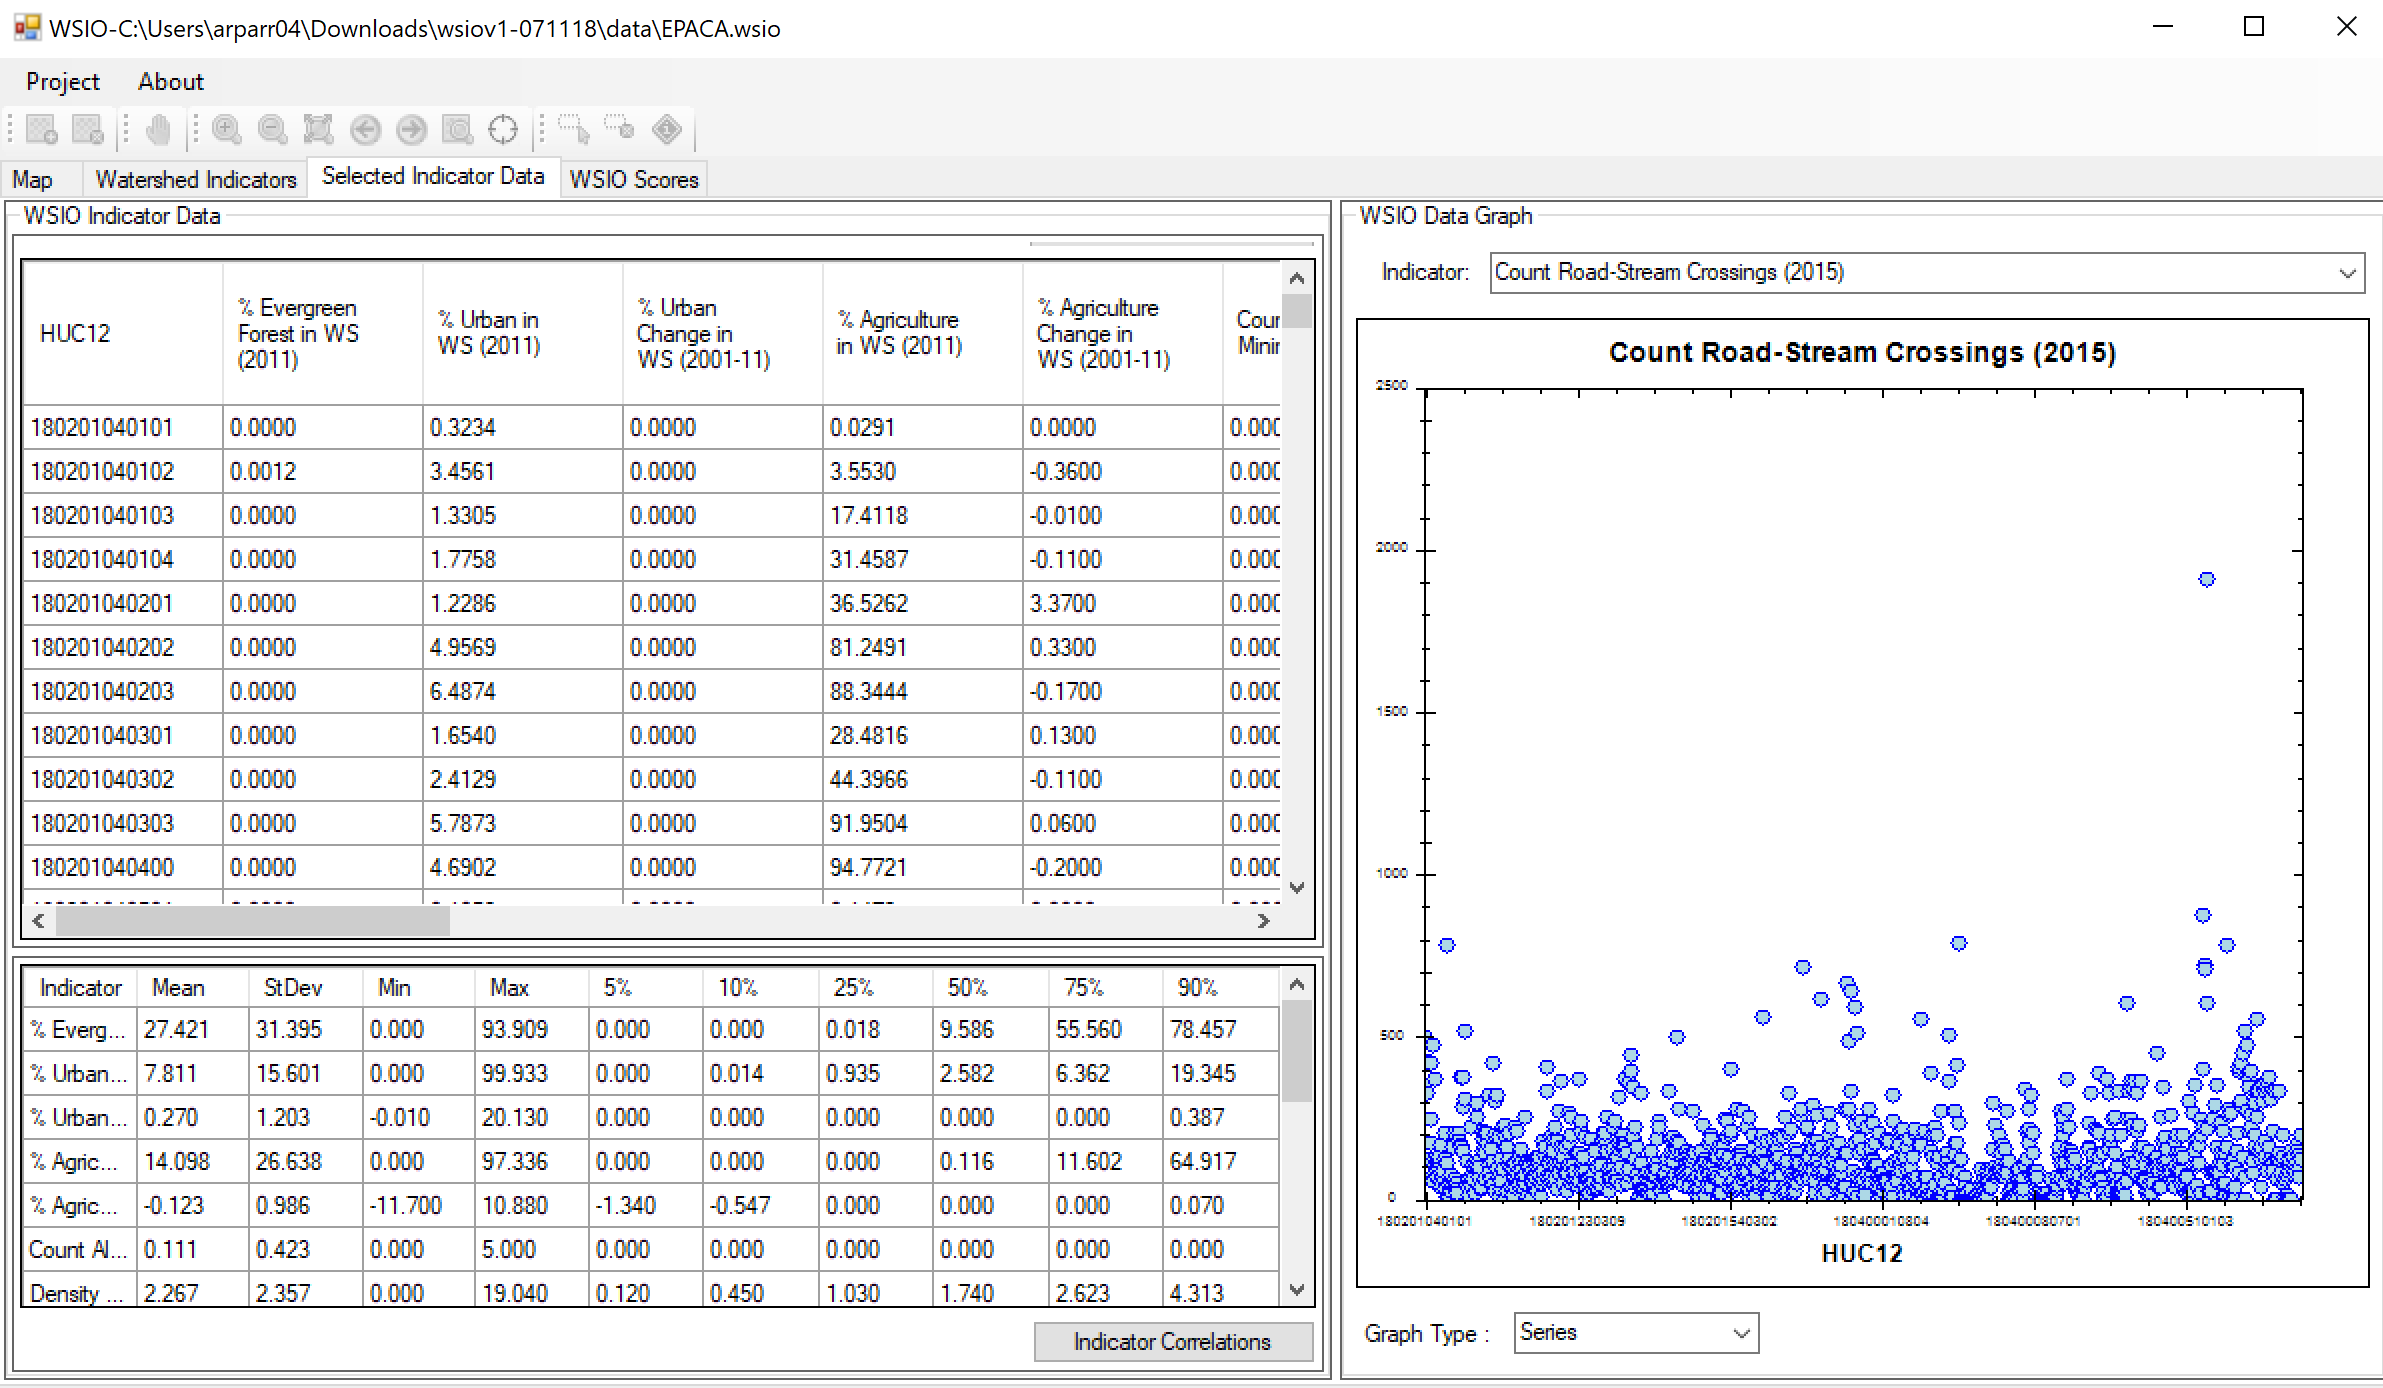 WSIO-C:\Users\arparr04\Downloads\wsiov1-071118\data\EPACA.wsio
Project About
Map Watershed Indicators Selected Indicator Data WSIO Scores
WSIO Indicator Data
HUC12 % Evergreen Forest in WS (2011) % Urban in WS (2011) % Urban Change in WS (2001-11) % Agriculture in WS (2011) % Agriculture Change in WS (2001-11)
180201040101 0.0000 0.3234 0.0000 0.0291 0.0000 0.000
180201040102 0.0012 3.4561 0.0000 3.5530 -0.3600 0.000
180201040103 0.0000 1.3305 0.0000 17.4118 -0.0100 0.000
180201040104 0.0000 1.7758 0.0000 31.4587 -0.1100 0.000
180201040201 0.0000 1.2286 0.0000 36.5262 3.3700 0.000
180201040202 0.0000 4.9569 0.0000 81.2491 0.3300 0.000
180201040203 0.0000 6.4874 0.0000 88.3444 -0.1700 0.000
180201040301 0.0000 1.6540 0.0000 28.4816 0.1300 0.000
180201040302 0.0000 2.4129 0.0000 44.3966 -0.1100 0.000
180201040303 0.0000 5.7873 0.0000 91.9504 0.0600 0.000
180201040400 0.0000 4.6902 0.0000 94.7721 -0.2000 0.000
Indicator Mean StDev Min Max 5% 10% 25% 50% 75% 90%
% Everg... 27.421 31.395 0.000 93.909 0.000 0.000 0.018 9.586 55.560 78.457
% Urban... 7.811 15.601 0.000 99.933 0.000 0.014 0.935 2.582 6.362 19.345
% Urban... 0.270 1.203 -0.010 20.130 0.000 0.000 0.000 0.000 0.000 0.387
% Agric... 14.098 26.638 0.000 97.336 0.000 0.000 0.000 0.116 11.602 64.917
% Agric... -0.123 0.986 -11.700 10.880 -1.340 -0.547 0.000 0.000 0.000 0.070
Count Al... 0.111 0.423 0.000 5.000 0.000 0.000 0.000 0.000 0.000 0.000
Density ... 2.267 2.357 0.000 19.040 0.120 0.450 1.030 1.740 2.623 4.313
Indicator Correlations
WSIO Data Graph
Indicator: Count Road-Stream Crossings (2015)
Count Road-Stream Crossings (2015)
2500
2000
1500
1000
500
0
180201040101 180201230309 180201540302 180400010804 180400080701 180400510103
HUC12
Graph Type : Series